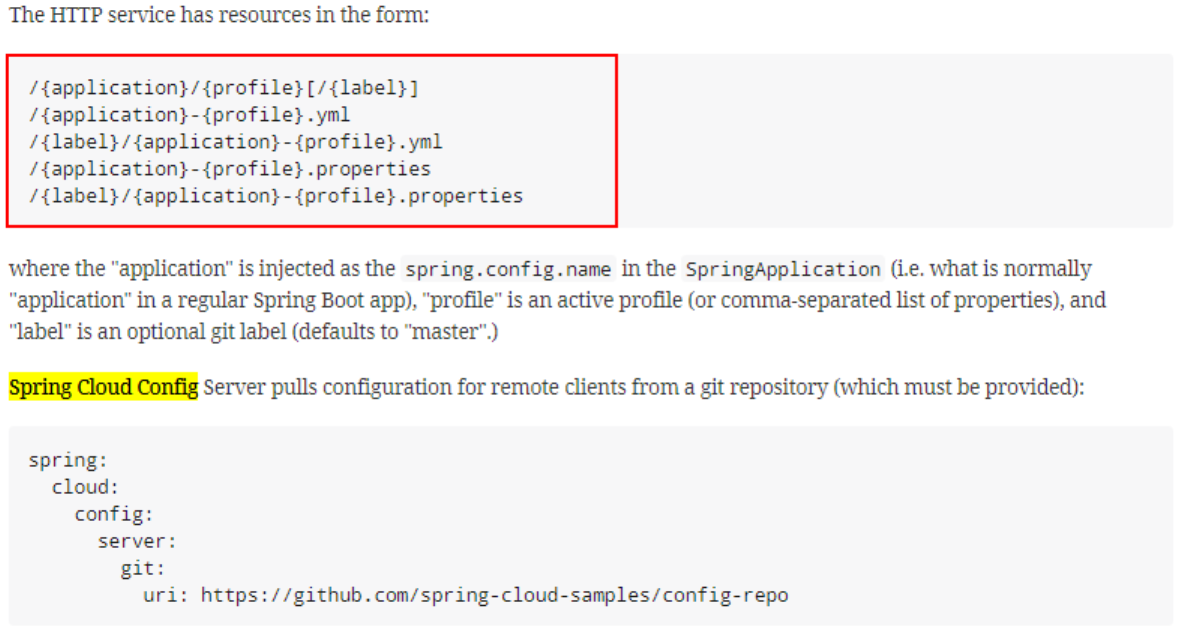 The HTTP service has resources in the form:
/{application}/{profile}[/{label}]
/{application}-{profile}.yml
/{label}/{application}-{profile}.yml
/{application}-{profile}.properties
/{label}/{application}-{profile}.properties
where the "application" is injected as the spring.config.name in the SpringApplication (i.e. what is normally
"application" in a regular Spring Boot app), "profile" is an active profile (or comma-separated list of properties), and
"label" is an optional git label (defaults to "master".)
Spring Cloud Config Server pulls configuration for remote clients from a git repository (which must be provided):
spring:
  cloud:
    config:
      server:
        git:
          uri: https://github.com/spring-cloud-samples/config-repo